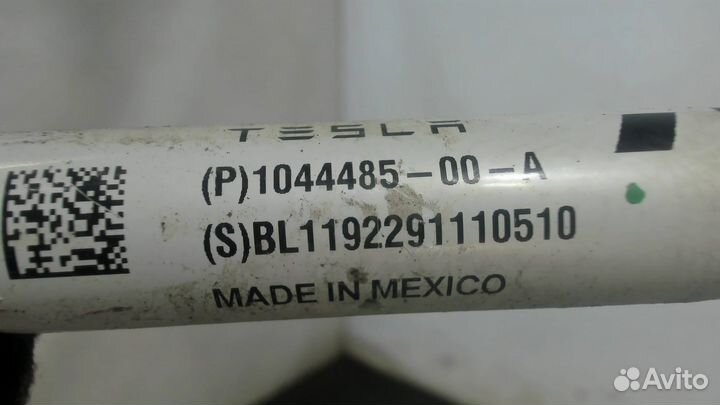 TESLA
(P)1044485-00-A
(S)BL1192291110510
MADE IN MEXICO
Avito